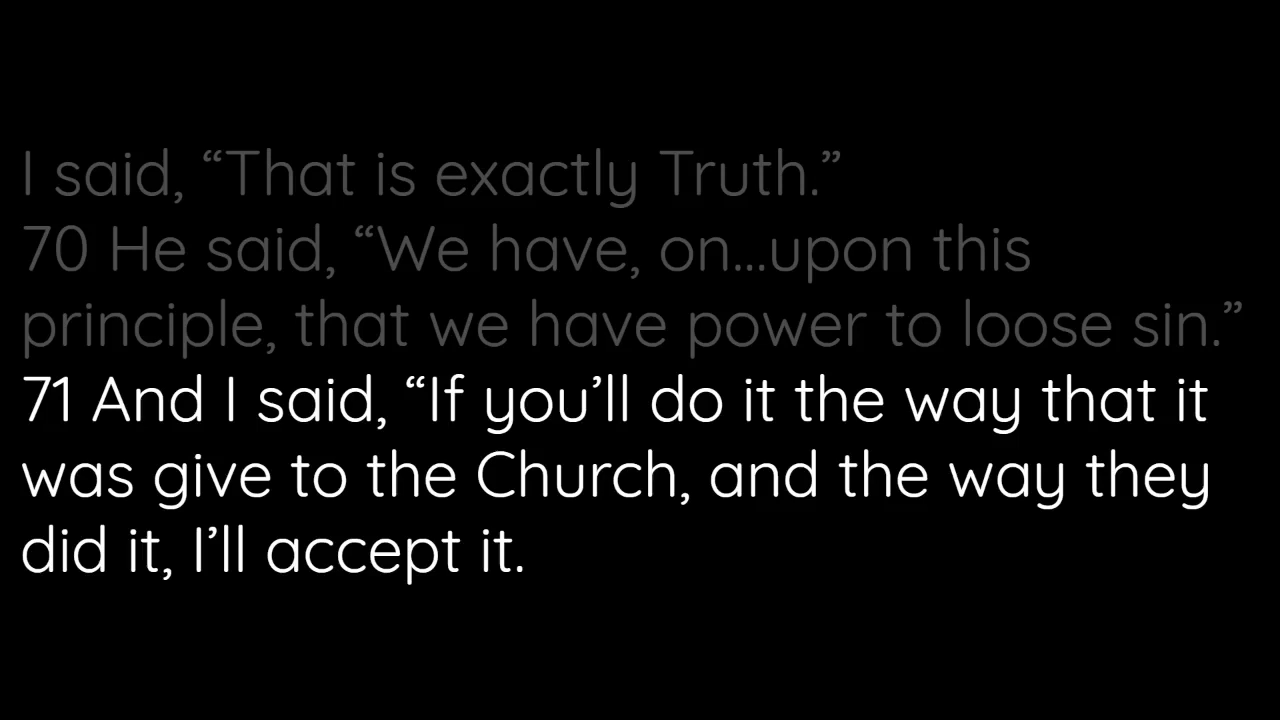 I said, “That is exactly Truth.”
70 He said, “We have, on...upon this
principle, that we have power to loose sin.”
71 And I said, “If you’ll do it the way that it
was give to the Church, and the way they
did it, I’ll accept it.